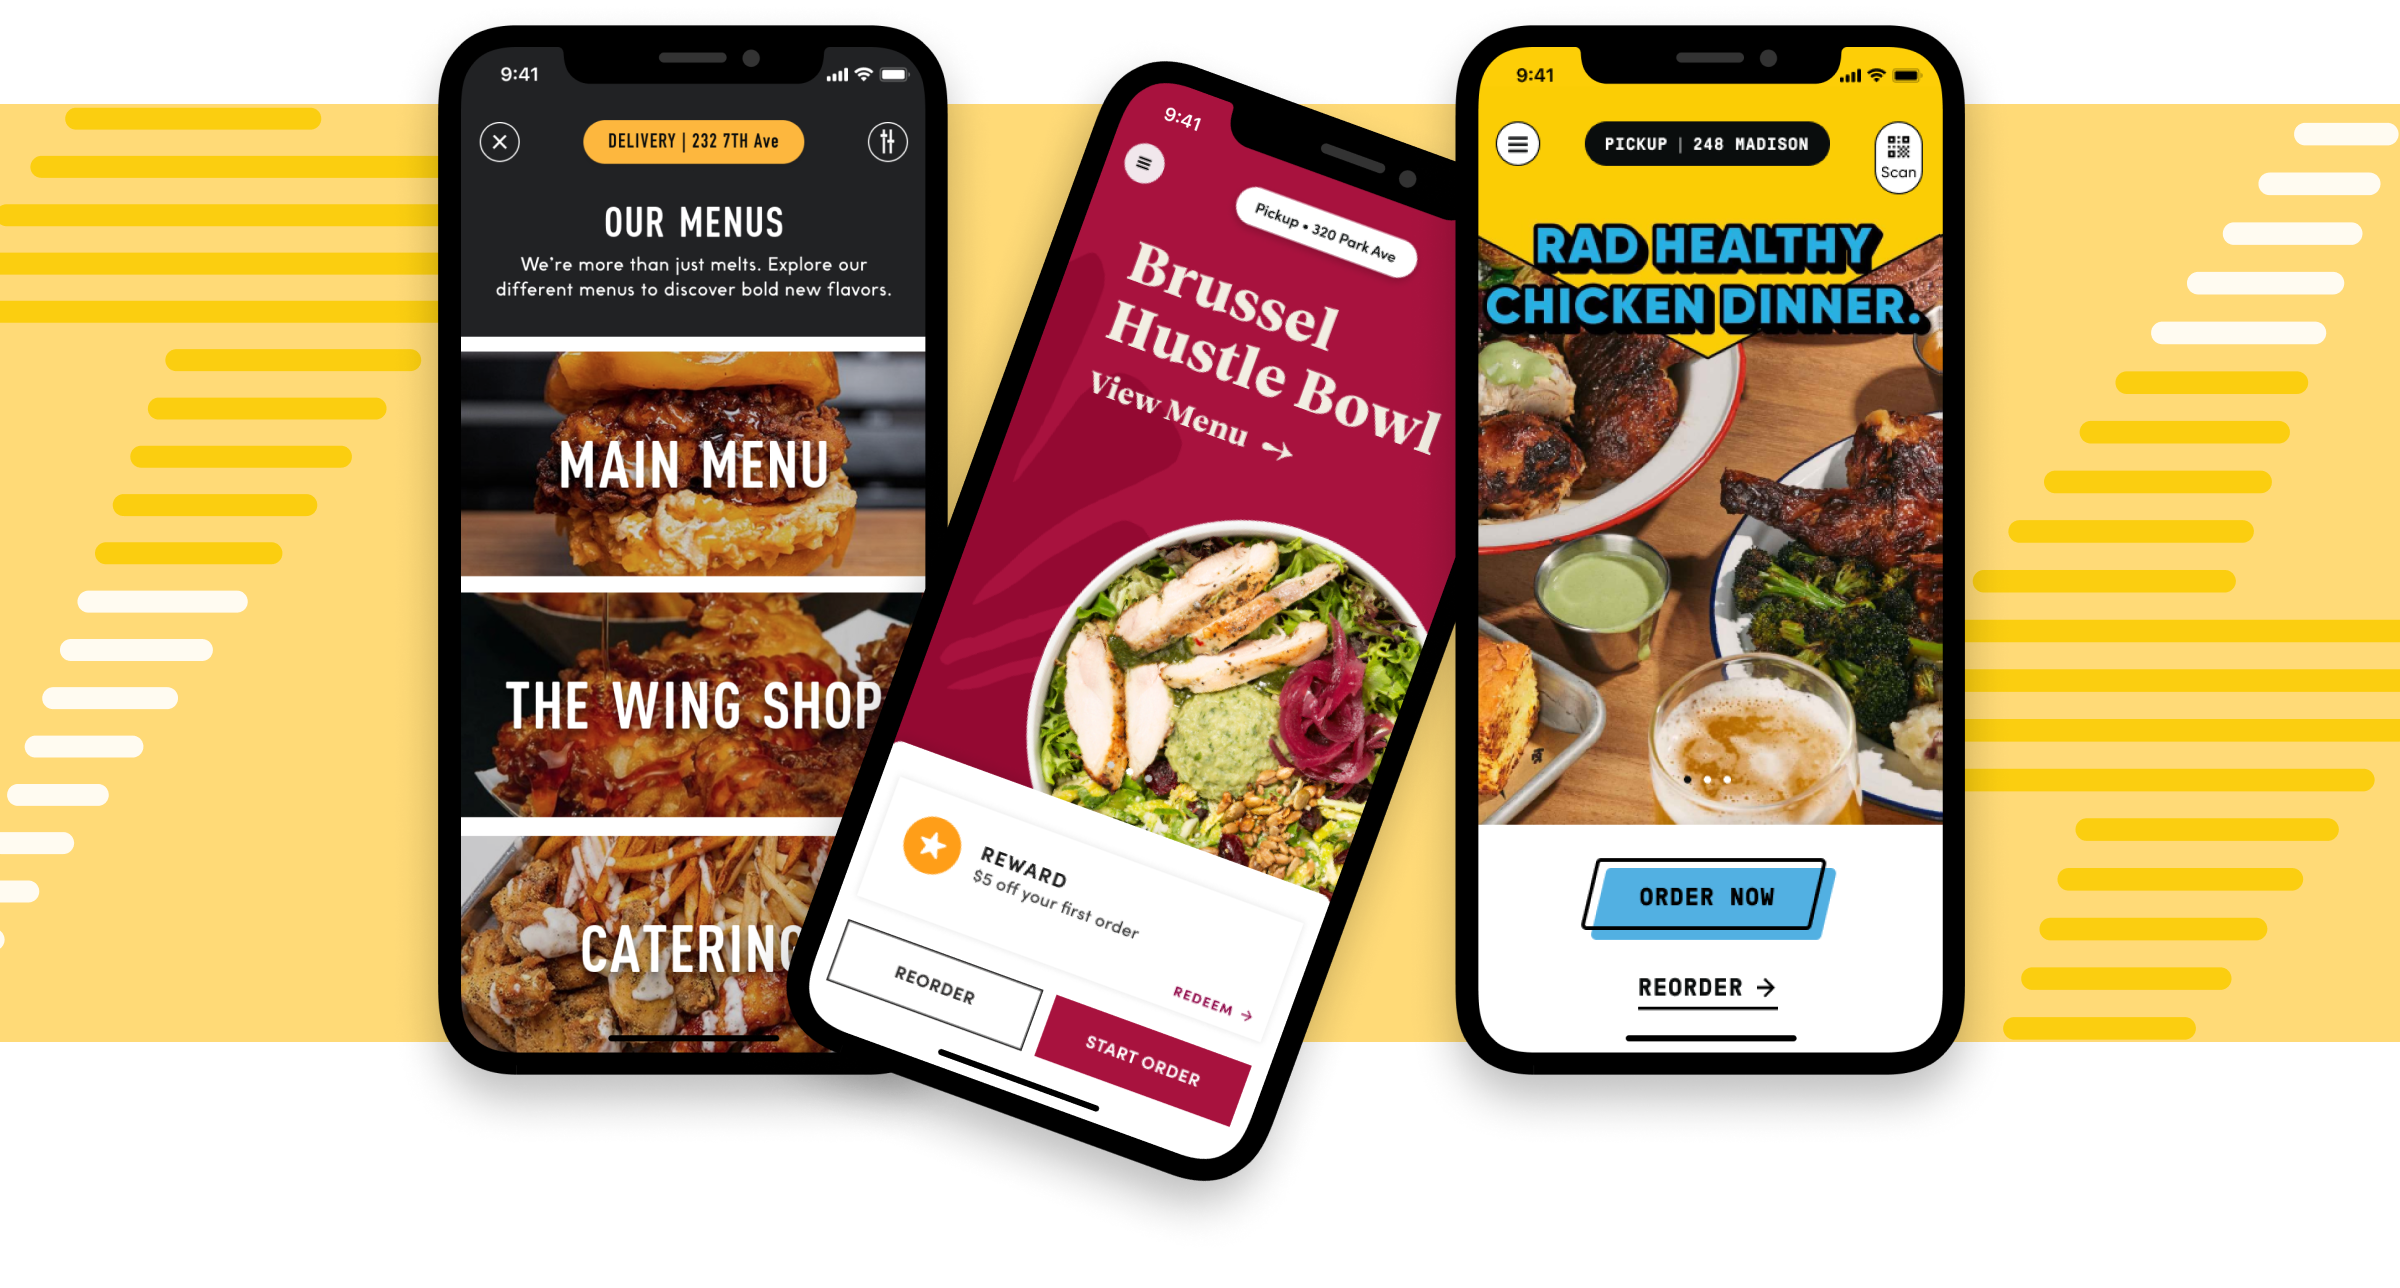 9:41
DELIVERY | 232 7TH Ave
OUR MENUS
We're more than just melts. Explore our
different menus to discover bold new flavors.
MAIN MENU
THE WING SHOP
CATERING
9:41
Pickup • 320 Park Ave
Brussel
Hustle Bowl
View Menu →
REWARD
$5 off your first order
REDEEM →
REORDER
START ORDER
9:41
PICKUP | 248 MADISON
Scan
RAD HEALTHY
CHICKEN DINNER.
ORDER NOW
REORDER →